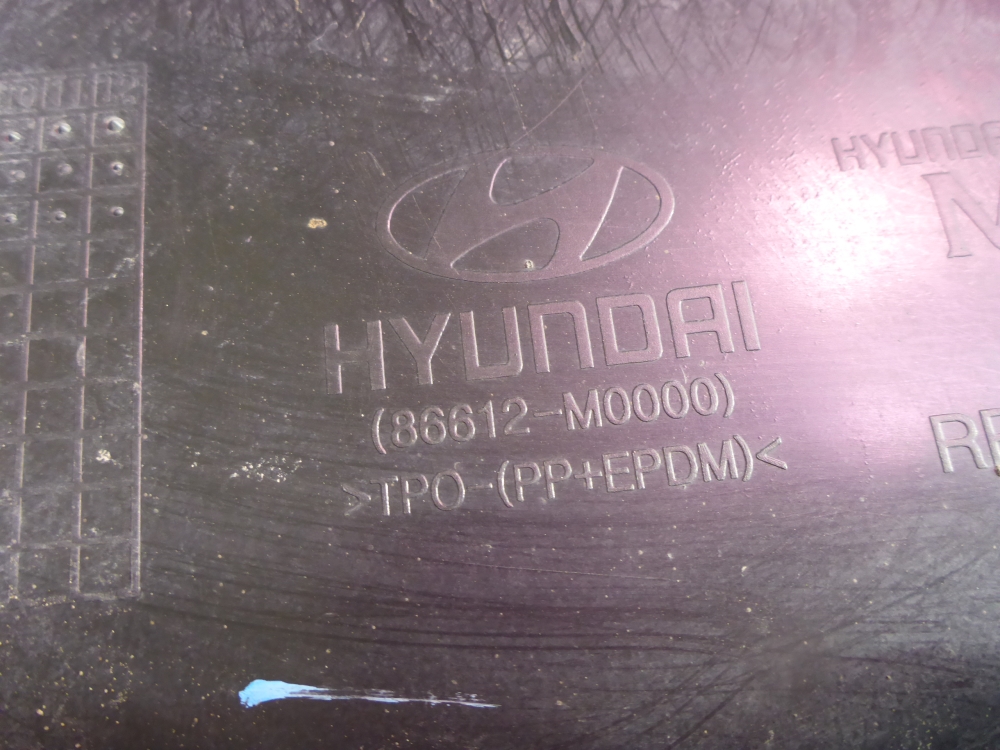 HYUNDAI
(86612-M0000)
>TPO-(PP+EPDM)<
HYUNDA
M